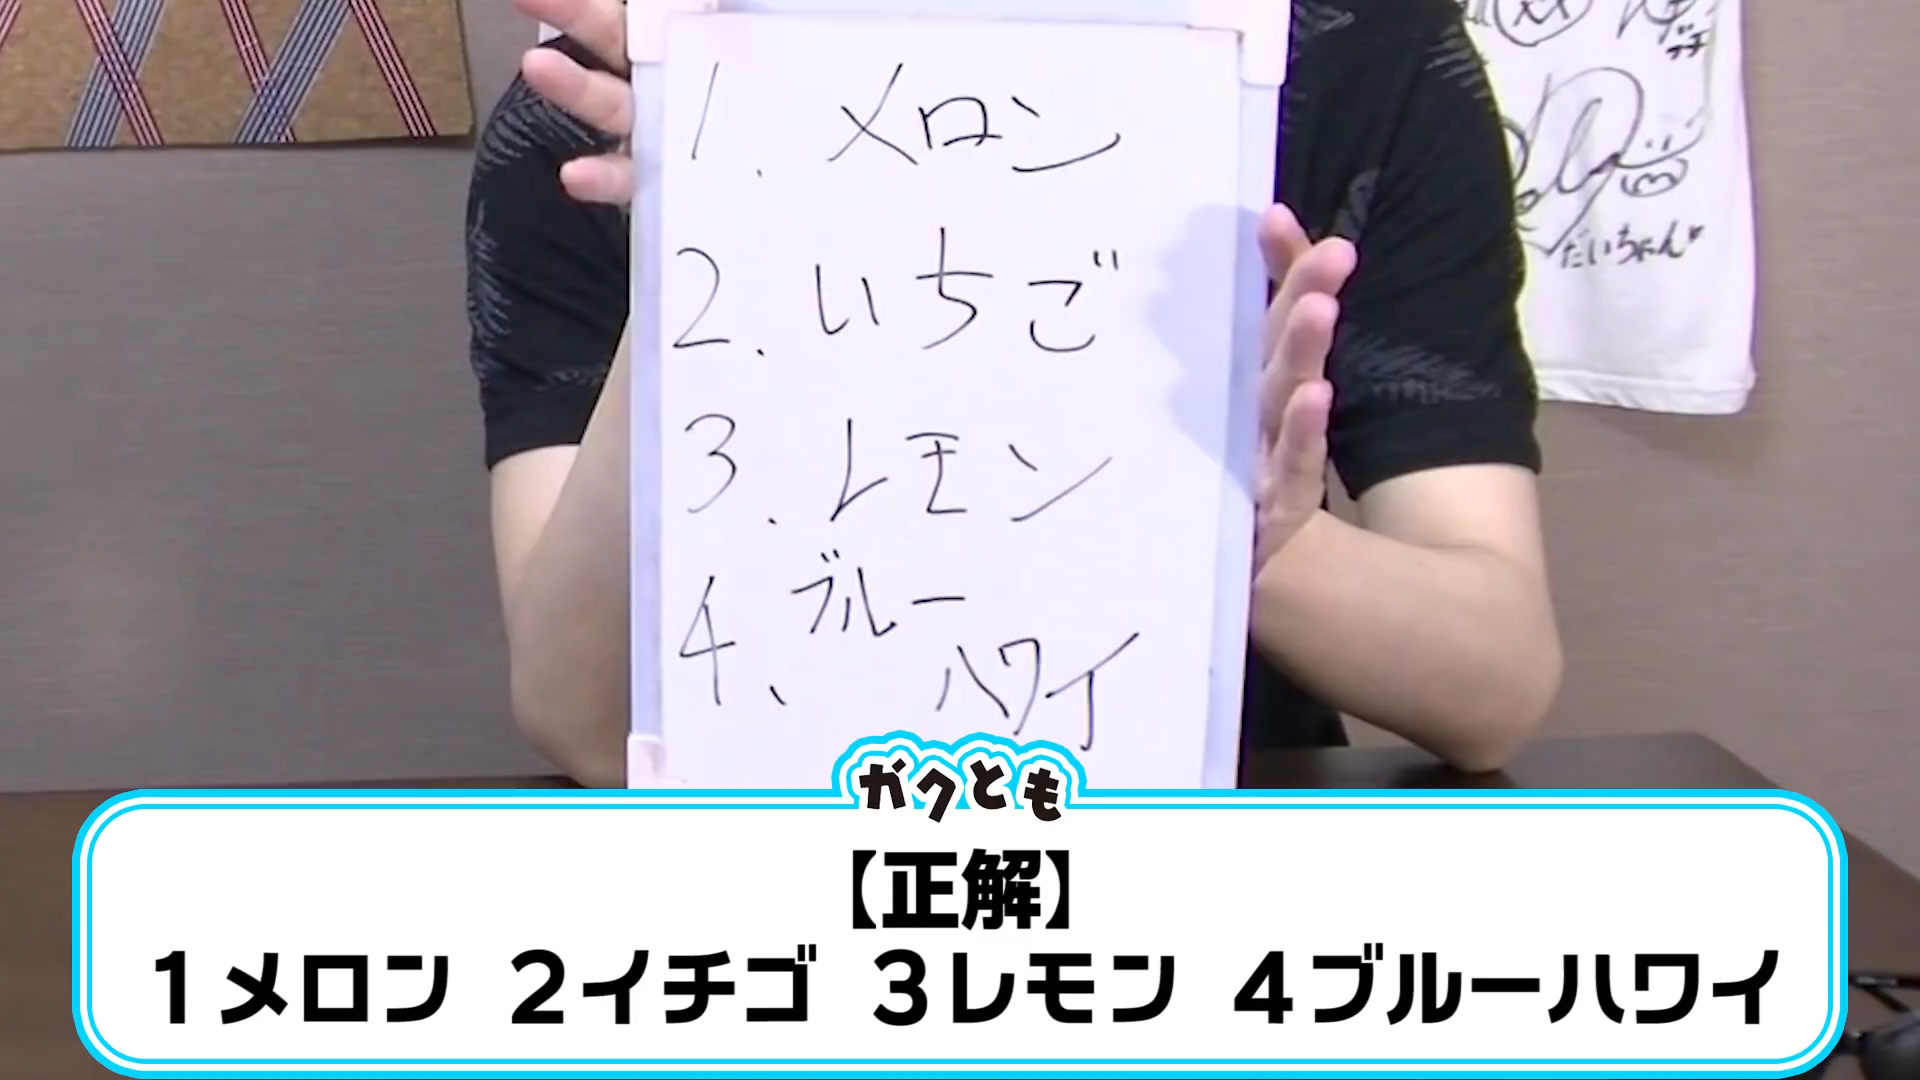 1、メロン
2、いちご
3、レモン
4、ブルー
ハワイ
だいちゃん♥
ガクとも
【正解】
1メロン 2イチゴ 3レモン 4ブルーハワイ